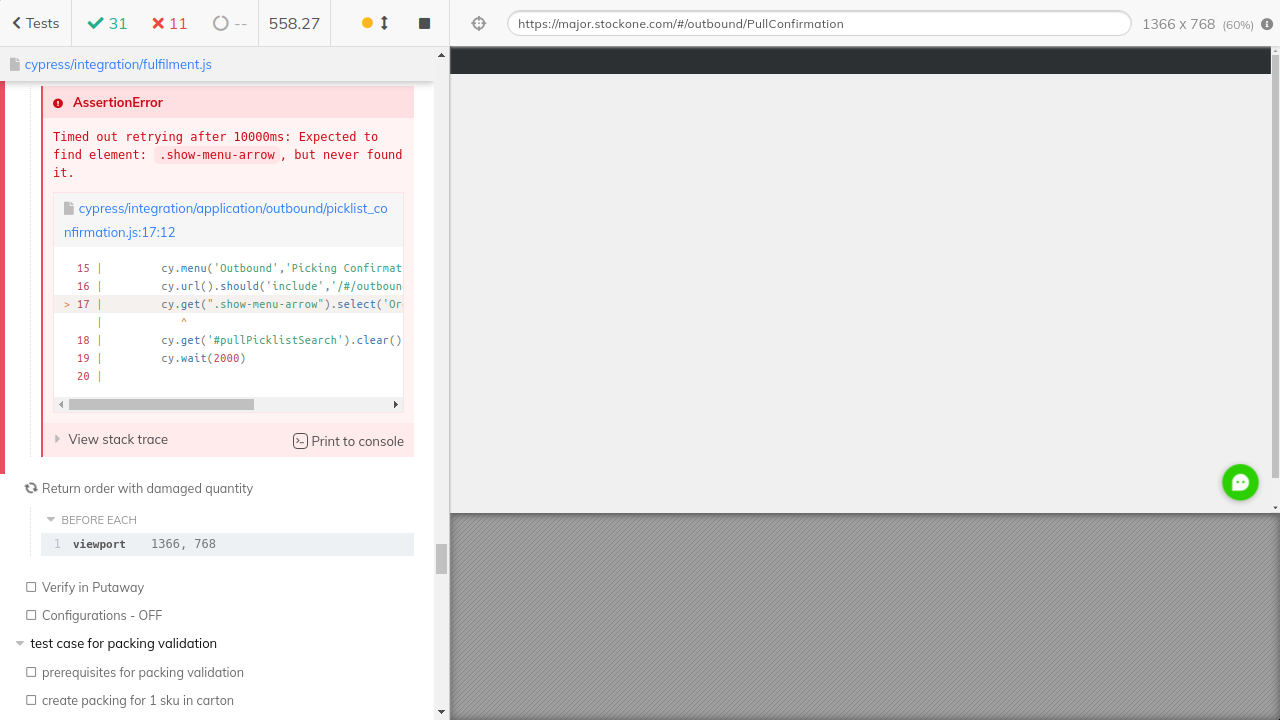 Tests
31
11
--
558.27
https://major.stockone.com/#/outbound/PullConfirmation
1366 x 768 (60%)
cypress/integration/fulfilment.js
AssertionError
Timed out retrying after 10000ms: Expected to
find element: .show-menu-arrow, but never found
it.
cypress/integration/application/outbound/picklist_co
nfirmation.js:17:12
15 | cy.menu('Outbound','Picking Confirmat
16 | cy.url().should('include','/#/outboun
> 17 | cy.get(".show-menu-arrow").select('Or
| ^
18 | cy.get('#pullPicklistSearch').clear()
19 | cy.wait(2000)
20 |
View stack trace
Print to console
Return order with damaged quantity
BEFORE EACH
1 viewport 1366, 768
Verify in Putaway
Configurations - OFF
test case for packing validation
prerequisites for packing validation
create packing for 1 sku in carton